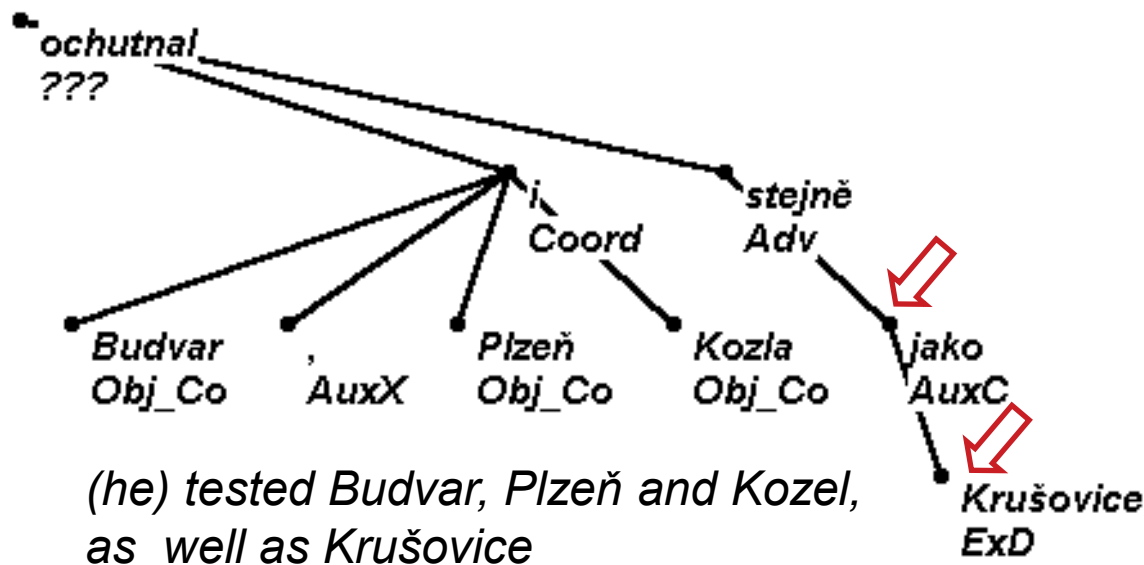 ochutnal
???
i
Coord
stejně
Adv
Budvar
Obj_Co
,
AuxX
Plzeň
Obj_Co
Kozla
Obj_Co
jako
AuxC
Krušovice
ExD
(he) tested Budvar, Plzeň and Kozel,
as well as Krušovice